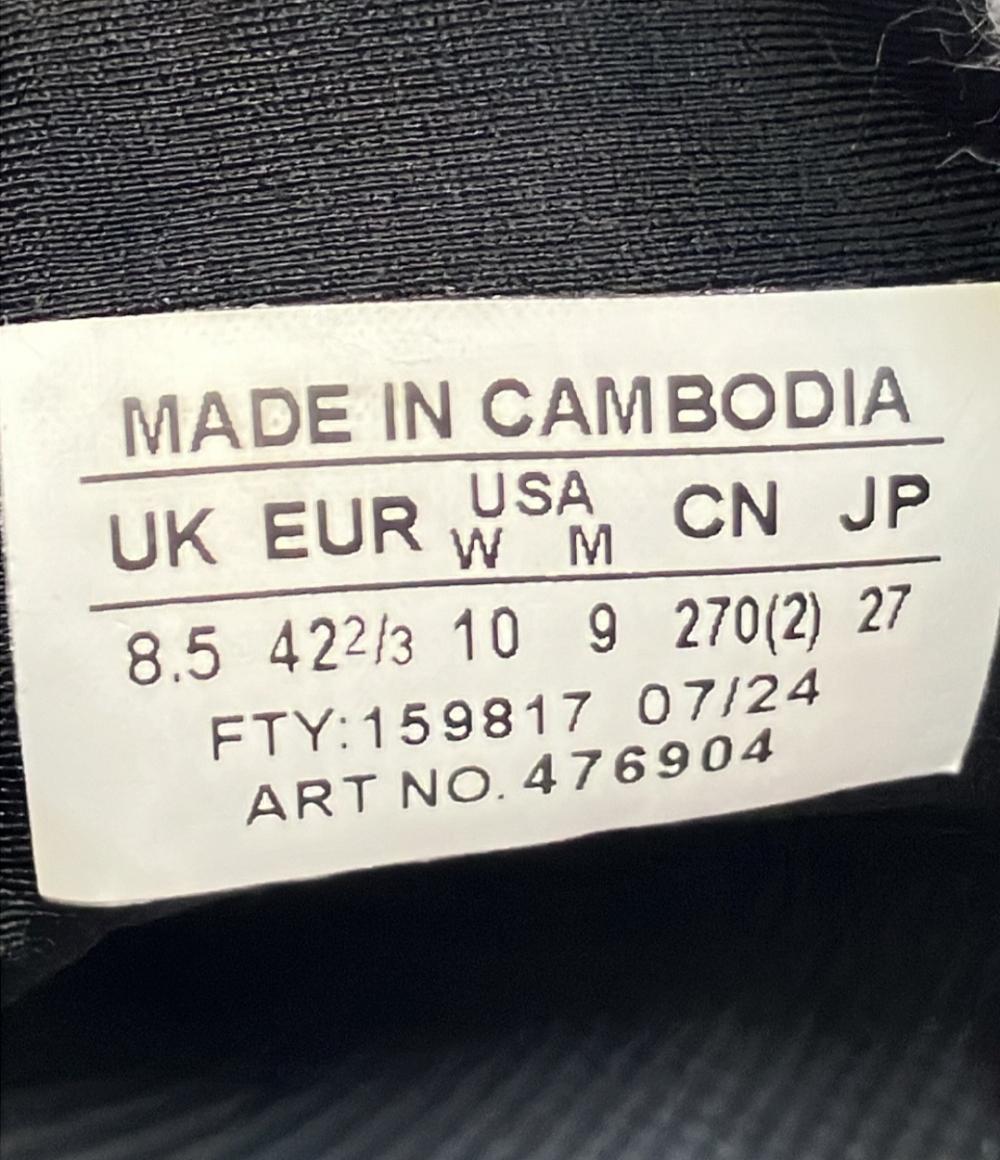 MADE IN CAMBODIA
UK EUR USA CN JP
W M
8.5 42 2/3 10 9 270(2) 27
FTY:159817 07/24
ART NO. 476904